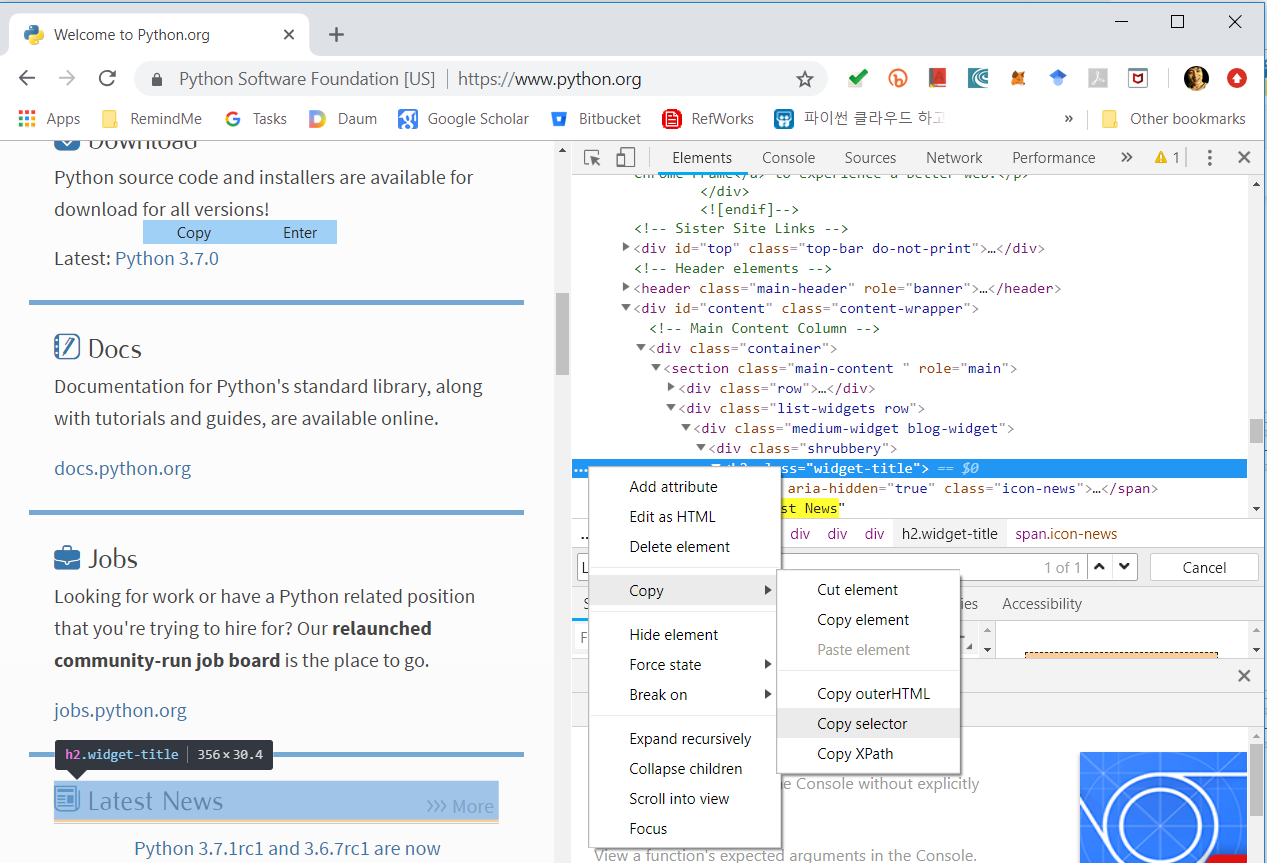 Welcome to Python.org
Python Software Foundation [US] https://www.python.org
Apps RemindMe Tasks Daum Google Scholar Bitbucket RefWorks 파이썬 클라우드 하고 » Other bookmarks
Download
Python source code and installers are available for
download for all versions!
Copy Enter
Latest: Python 3.7.0
Docs
Documentation for Python's standard library, along
with tutorials and guides, are available online.
docs.python.org
Jobs
Looking for work or have a Python related position
that you're trying to hire for? Our relaunched
community-run job board is the place to go.
jobs.python.org
h2.widget-title 356 × 30.4
Latest News >>> More
Python 3.7.1rc1 and 3.6.7rc1 are now
Elements Console Sources Network Performance » 1
chrome frame</a> to experience a better web.</p>
</div>
<![endif]-->
<!-- Sister Site Links -->
<div id="top" class="top-bar do-not-print">…</div>
<!-- Header elements -->
<header class="main-header" role="banner">…</header>
<div id="content" class="content-wrapper">
<!-- Main Content Column -->
<div class="container">
<section class="main-content " role="main">
<div class="row">…</div>
<div class="list-widgets row">
<div class="medium-widget blog-widget">
<div class="shrubbery">
... class="widget-title"> == $0
aria-hidden="true" class="icon-news">…</span>
st News"
.. div div div h2.widget-title span.icon-news
L 1 of 1 Cancel
S ies Accessibility
F
Add attribute
Edit as HTML
Delete element
Copy
Hide element
Force state
Break on
Expand recursively
Collapse children
Scroll into view
Focus
Cut element
Copy element
Paste element
Copy outerHTML
Copy selector
Copy XPath
e Console without explicitly
View a function's expected arguments in the Console.